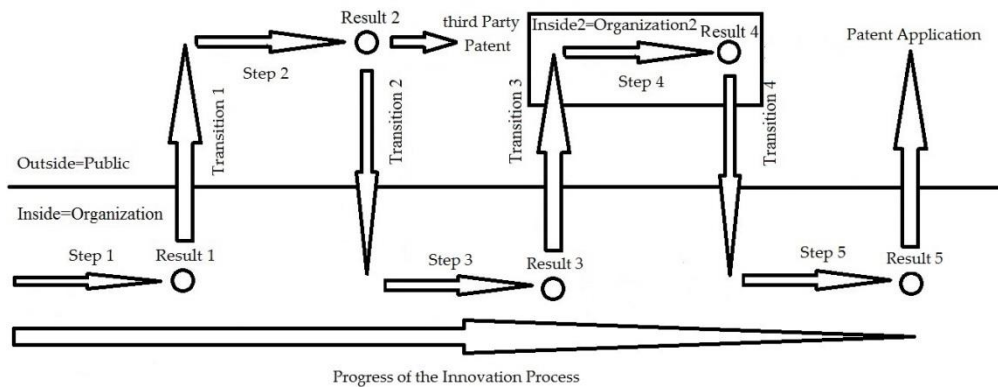 Result 2
third Party
Patent
Inside2=Organization2
Result 4
Patent Application
Step 2
Step 4
Transition 1
Transition 2
Transition 3
Transition 4
Outside=Public
Inside=Organization
Step 1
Result 1
Step 3
Result 3
Step 5
Result 5
Progress of the Innovation Process